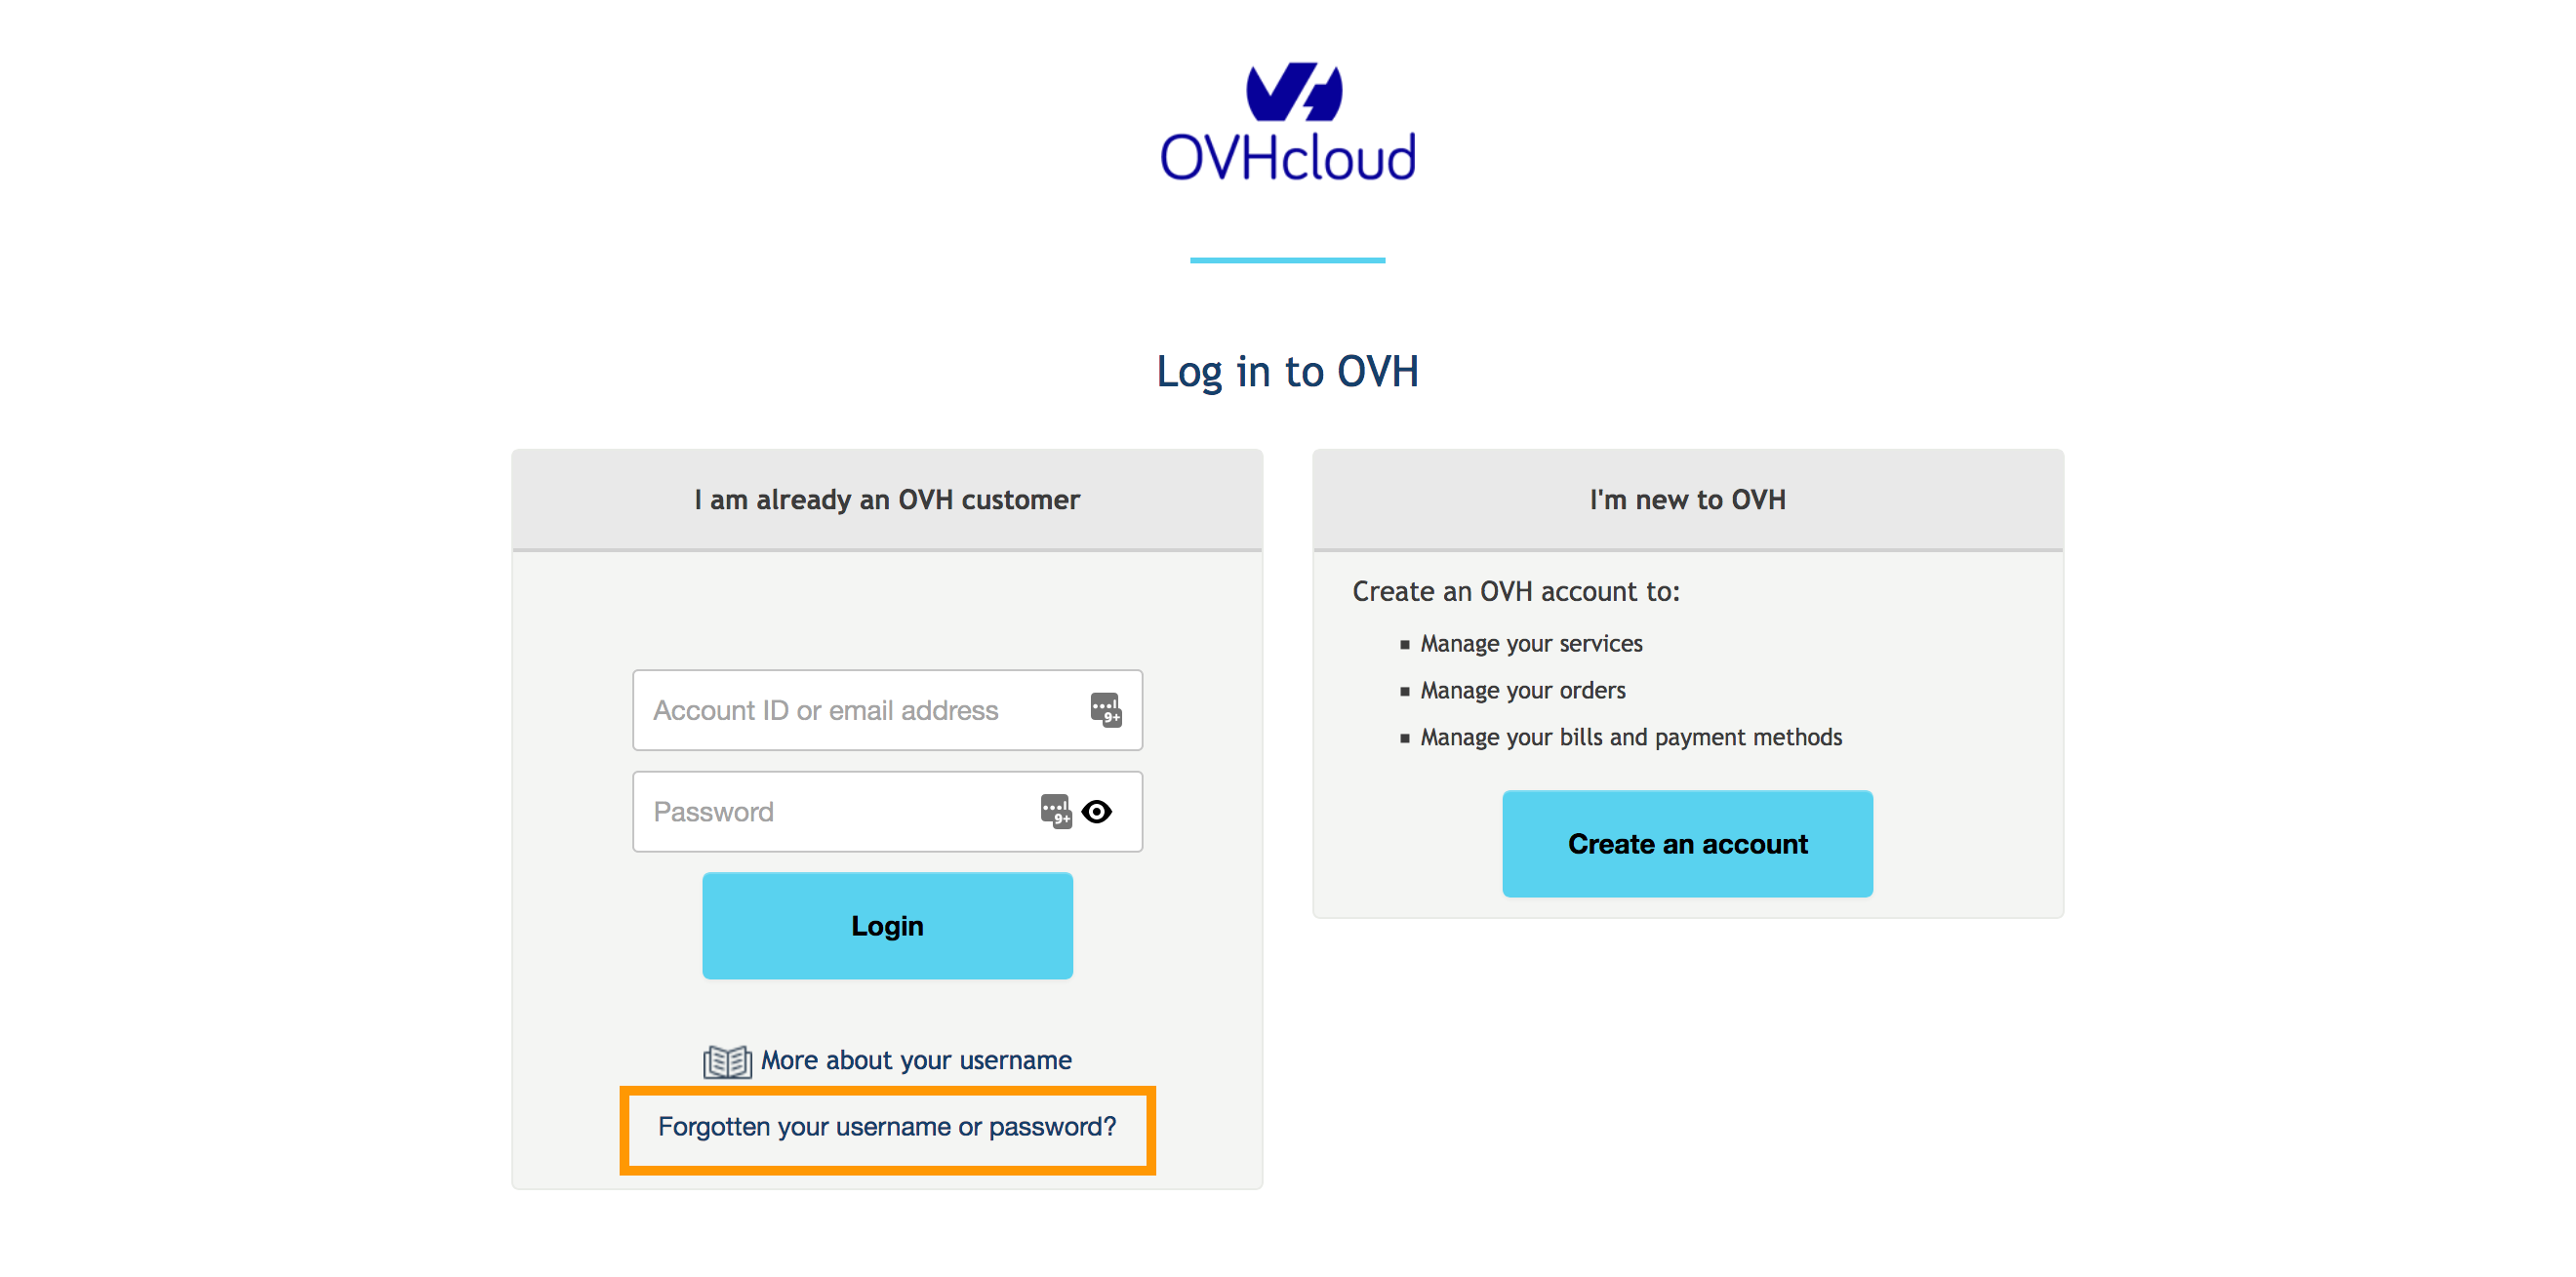 OVHcloud
Log in to OVH
I am already an OVH customer
Account ID or email address
9+
Password
9+
Login
More about your username
Forgotten your username or password?
I'm new to OVH
Create an OVH account to:
Manage your services
Manage your orders
Manage your bills and payment methods
Create an account